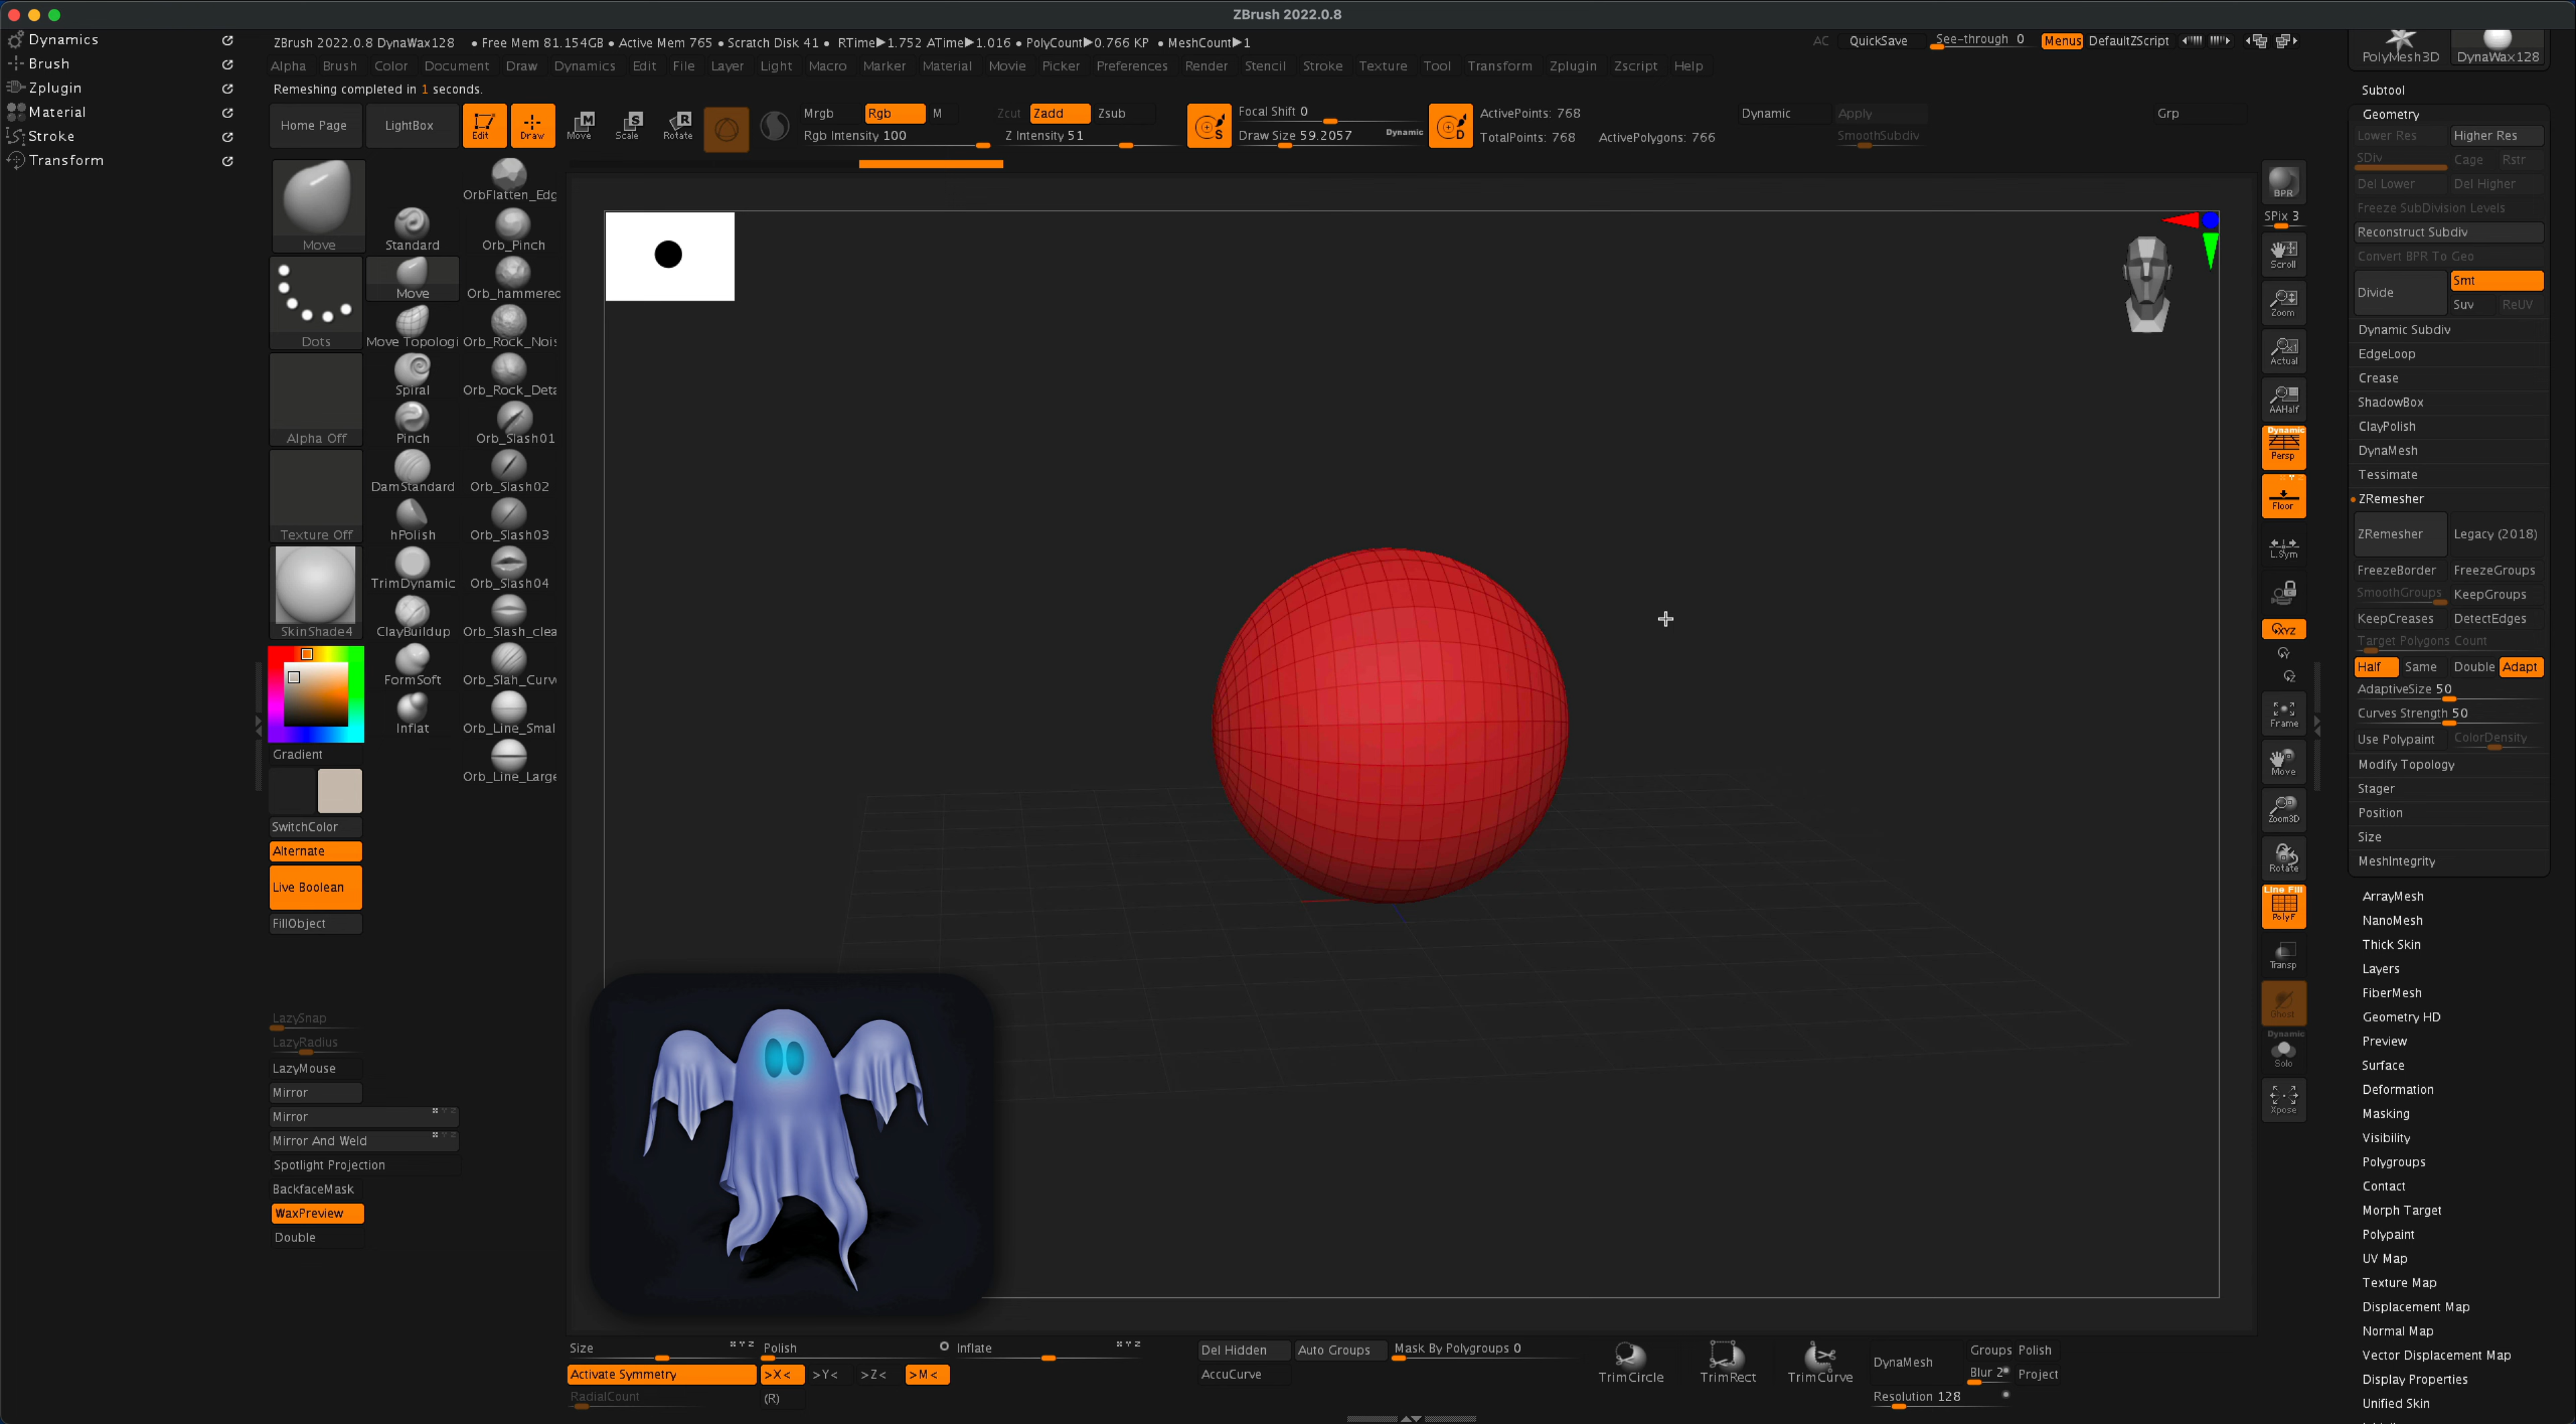 ZBrush 2022.0.8
Dynamics
Brush
Zplugin
Material
Stroke
Transform
ZBrush 2022.0.8 DynaWax128 • Free Mem 81.154GB • Active Mem 765 • Scratch Disk 41 • RTime▶1.752 ATime▶1.016 • PolyCount▶0.766 KP • MeshCount▶1
AC QuickSave See-through 0 Menus DefaultZScript
Alpha Brush Color Document Draw Dynamics Edit File Layer Light Macro Marker Material Movie Picker Preferences Render Stencil Stroke Texture Tool Transform Zplugin Zscript Help
Remeshing completed in 1 seconds.
Home Page LightBox Edit Draw Move Scale Rotate
Mrgb Rgb M Zcut Zadd Zsub
Rgb Intensity 100 Z Intensity 51
Focal Shift 0
Draw Size 59.2057 Dynamic
ActivePoints: 768
TotalPoints: 768 ActivePolygons: 766
Dynamic Apply
SmoothSubdiv
Grp
Move
Dots
Alpha Off
Texture Off
SkinShade4
Gradient
SwitchColor
Alternate
Live Boolean
FillObject
LazySnap
LazyRadius
LazyMouse
Mirror
Mirror
Mirror And Weld
Spotlight Projection
BackfaceMask
WaxPreview
Double
Standard
Move
Move Topologi
Spiral
Pinch
DamStandard
hPolish
TrimDynamic
ClayBuildup
FormSoft
Inflat
OrbFlatten_Edg
Orb_Pinch
Orb_hammered
Orb_Rock_Nois
Orb_Rock_Deta
Orb_Slash01
Orb_Slash02
Orb_Slash03
Orb_Slash04
Orb_Slash_clea
Orb_Slah_Curv
Orb_Line_Smal
Orb_Line_Large
BPR
SPix 3
Scroll
Zoom
Actual
AAHalf
Dynamic
Persp
Floor
L.Sym
XYZ
Y
Z
Frame
Move
Zoom3D
Rotate
Line Fill
PolyF
Transp
Ghost
Dynamic
Solo
Xpose
PolyMesh3D DynaWax128
Subtool
Geometry
Lower Res Higher Res
SDiv Cage Rstr
Del Lower Del Higher
Freeze SubDivision Levels
Reconstruct Subdiv
Convert BPR To Geo
Divide Smt
Suv ReUV
Dynamic Subdiv
EdgeLoop
Crease
ShadowBox
ClayPolish
DynaMesh
Tessimate
ZRemesher
ZRemesher Legacy (2018)
FreezeBorder FreezeGroups
SmoothGroups KeepGroups
KeepCreases DetectEdges
Target Polygons Count
Half Same Double Adapt
AdaptiveSize 50
Curves Strength 50
Use Polypaint ColorDensity
Modify Topology
Stager
Position
Size
MeshIntegrity
ArrayMesh
NanoMesh
Thick Skin
Layers
FiberMesh
Geometry HD
Preview
Surface
Deformation
Masking
Visibility
Polygroups
Contact
Morph Target
Polypaint
UV Map
Texture Map
Displacement Map
Normal Map
Vector Displacement Map
Display Properties
Unified Skin
Size Polish Inflate
Activate Symmetry >X< >Y< >Z< >M<
RadialCount (R)
Del Hidden Auto Groups Mask By Polygroups 0
AccuCurve
TrimCircle TrimRect TrimCurve
DynaMesh Groups Polish
Blur 2 Project
Resolution 128